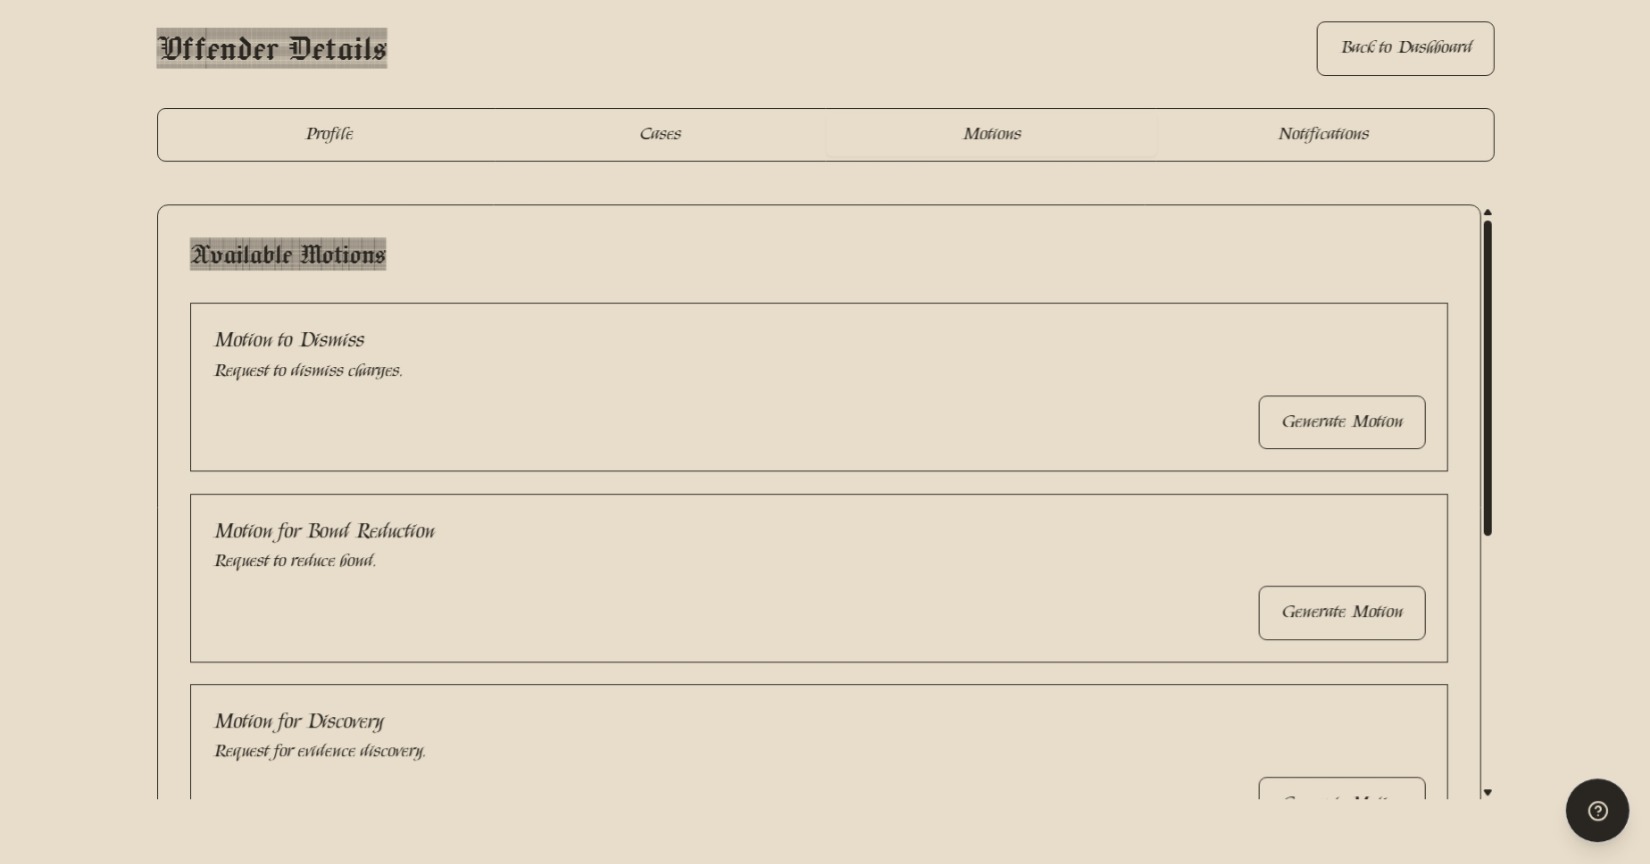 Offender Details
Back to Dashboard
Profile
Cases
Motions
Notifications
Available Motions
Motion to Dismiss
Request to dismiss charges.
Generate Motion
Motion for Bond Reduction
Request to reduce bond.
Generate Motion
Motion for Discovery
Request for evidence discovery.